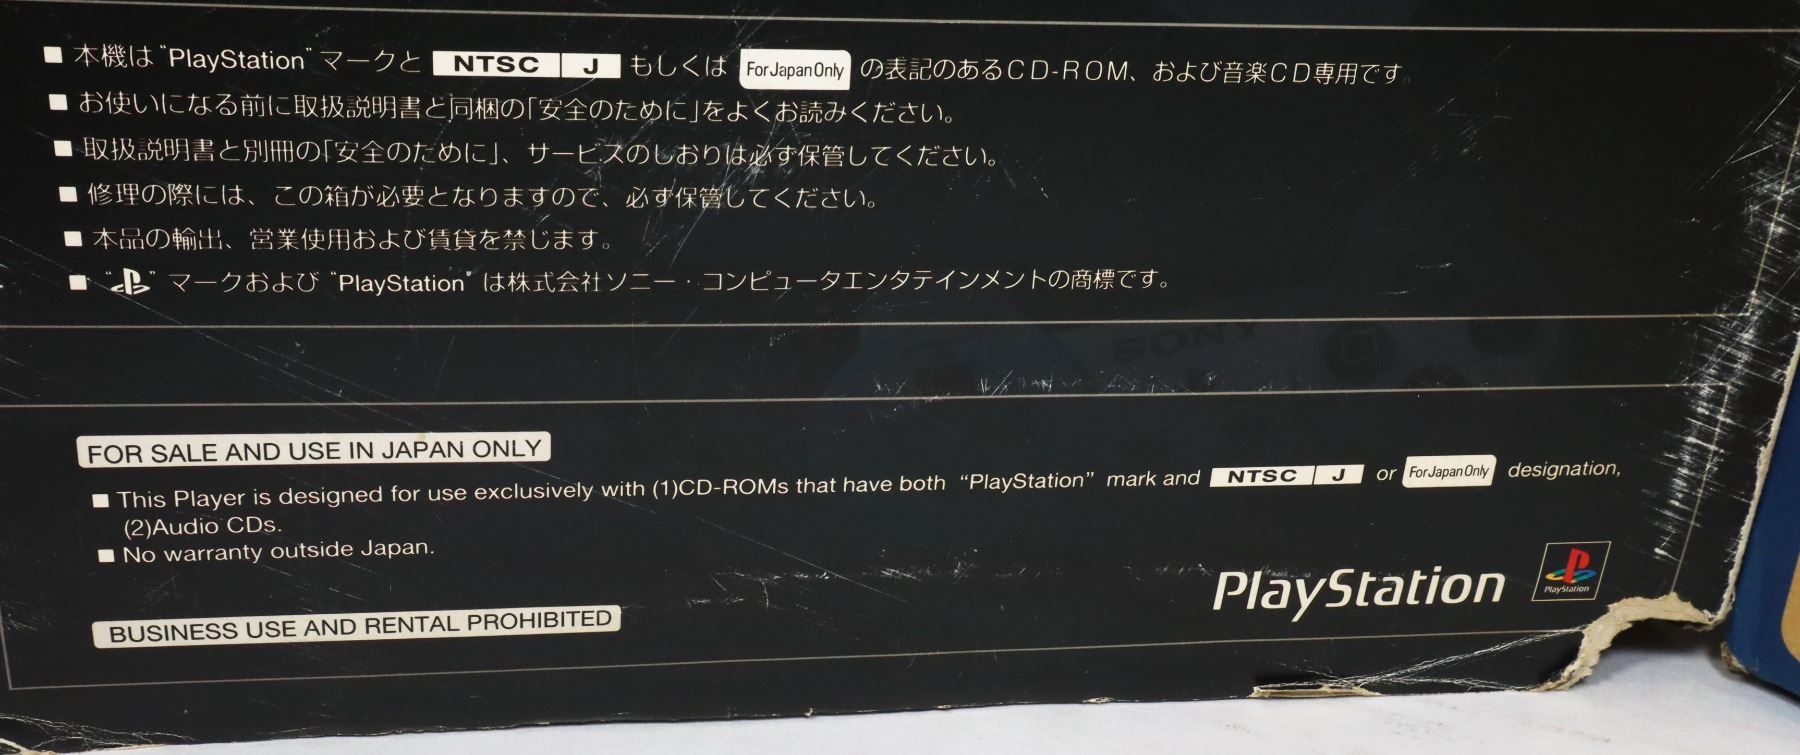 ■ 本機は“PlayStation”マークと NTSC J もしくは For Japan Only の表記のあるCD-ROM、および音楽CD専用です。
■ お使いになる前に取扱説明書と同梱の「安全のために」をよくお読みください。
■ 取扱説明書と別冊の「安全のために」、サービスのしおりは必ず保管してください。
■ 修理の際には、この箱が必要となりますので、必ず保管してください。
■ 本品の輸出、営業使用および賃貸を禁じます。
■ “PS” マークおよび “PlayStation” は株式会社ソニー・コンピュータエンタテインメントの商標です。
SONY
FOR SALE AND USE IN JAPAN ONLY
■ This Player is designed for use exclusively with (1)CD-ROMs that have both “PlayStation” mark and NTSC J or For Japan Only designation,
(2)Audio CDs.
■ No warranty outside Japan.
PlayStation
PlayStation
BUSINESS USE AND RENTAL PROHIBITED